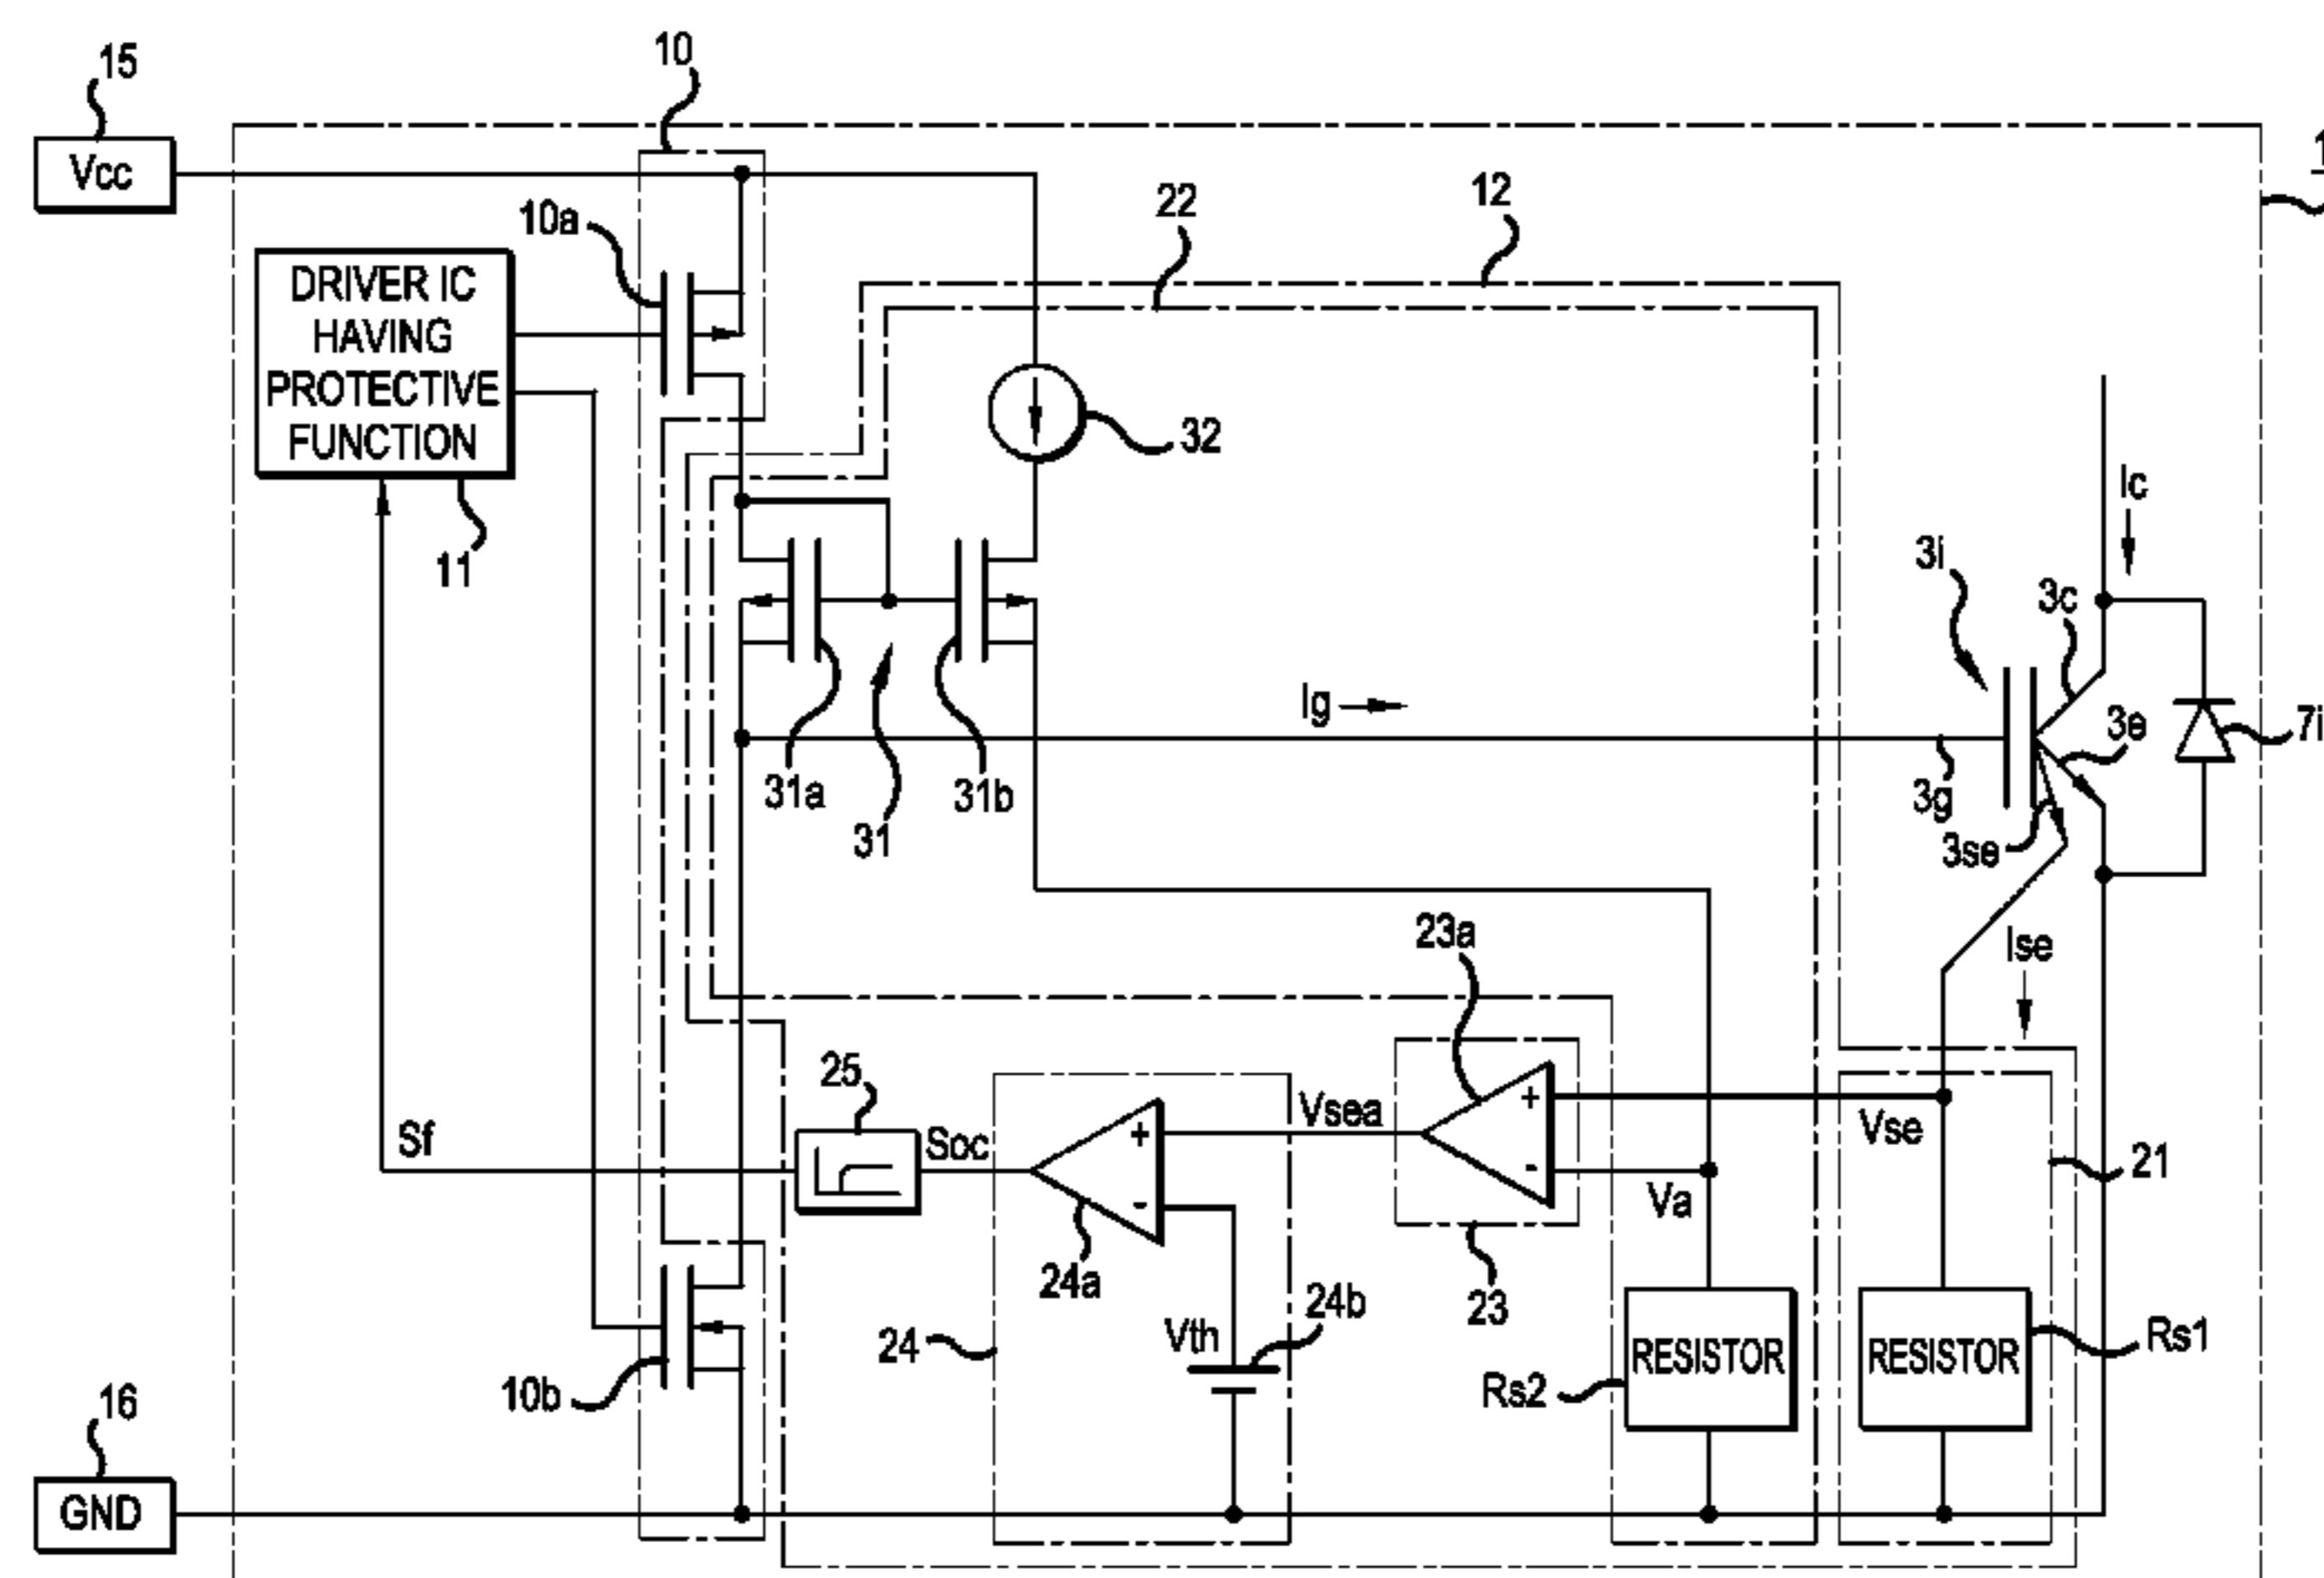 15
10
1
Vcc
10a
22
12
DRIVER IC
HAVING
PROTECTIVE
FUNCTION
32
11
Ic
3i
3c
Ig
3e
7i
31a
31b
3g
31
3se
23a
Ise
25
Vsea
+
Vse
Sf
Soc
+
21
-
Va
-
24a
23
24b
Vth
24
RESISTOR
RESISTOR
Rs1
Rs2
10b
16
GND